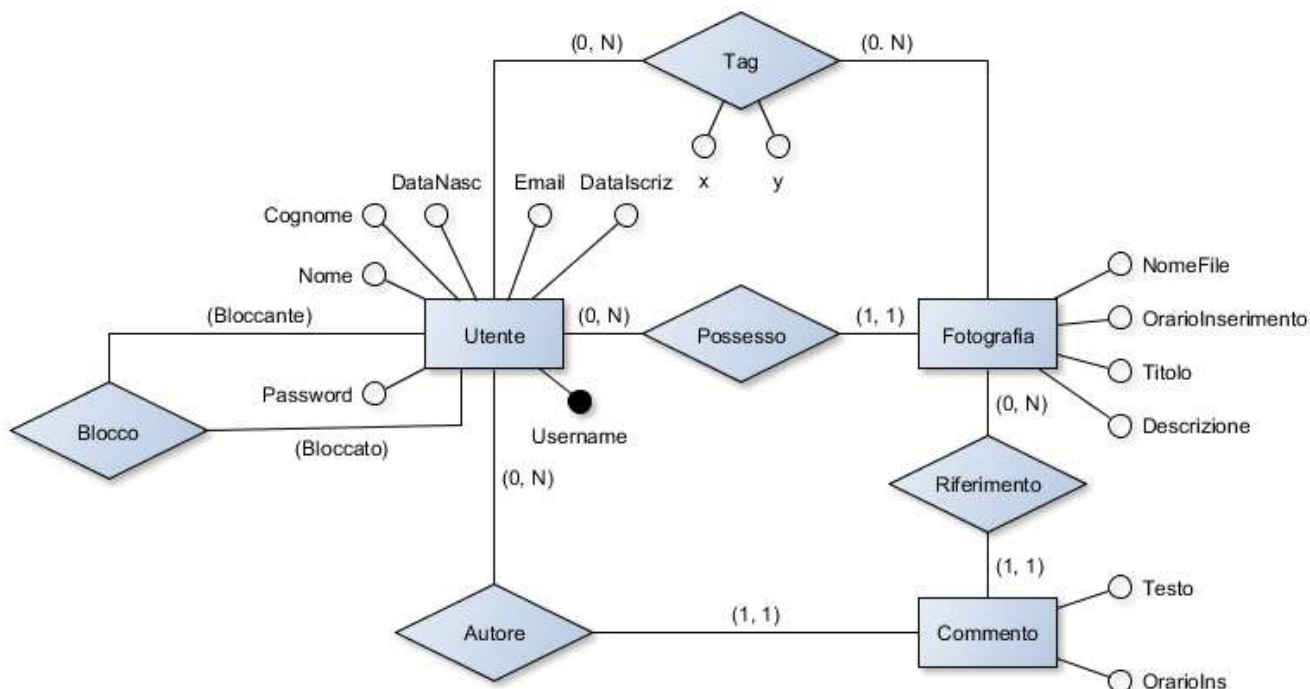 (0, N)
(0. N)
Tag
x
y
DataNasc
Email
DataIscriz
Cognome
Nome
NomeFile
(Bloccante)
(0, N)
(1, 1)
OrarioInserimento
Utente
Possesso
Fotografia
Titolo
Password
(0, N)
Descrizione
Blocco
Username
(Bloccato)
(0, N)
Riferimento
(1, 1)
Testo
(1, 1)
Autore
Commento
OrarioIns